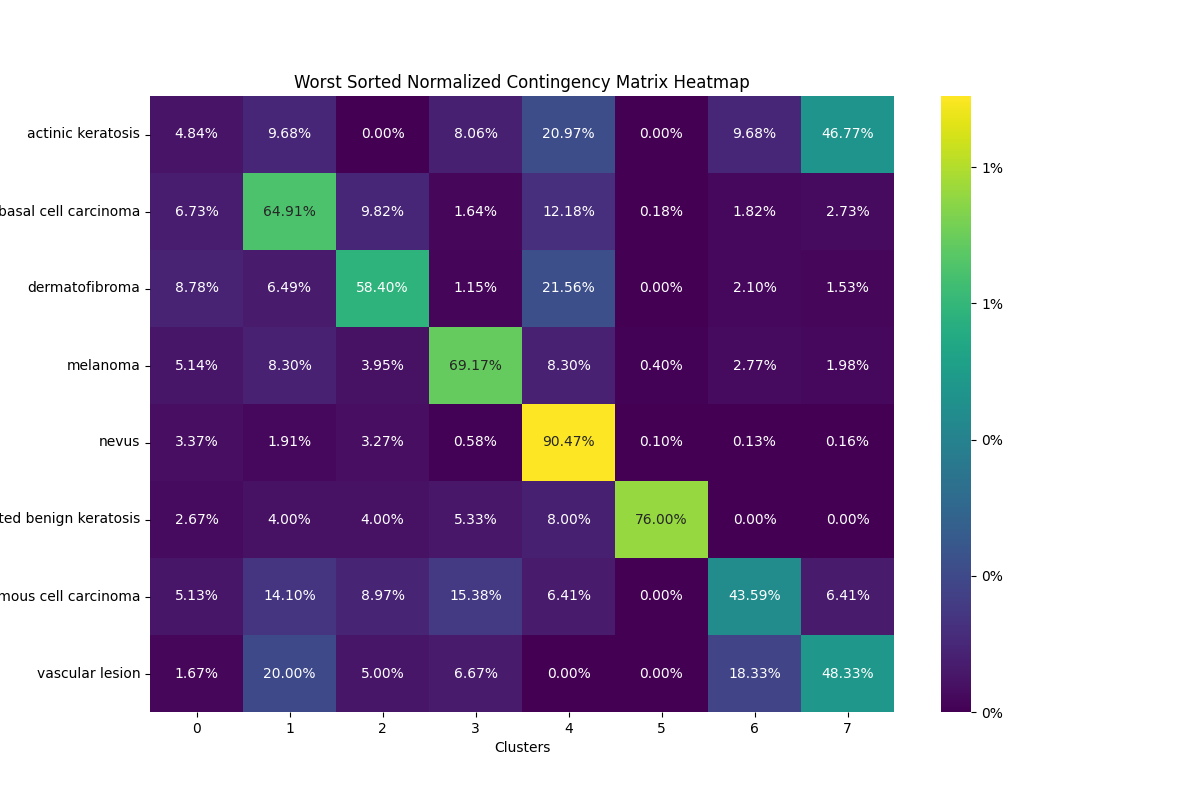 Worst Sorted Normalized Contingency Matrix Heatmap
actinic keratosis 4.84% 9.68% 0.00% 8.06% 20.97% 0.00% 9.68% 46.77%
basal cell carcinoma 6.73% 64.91% 9.82% 1.64% 12.18% 0.18% 1.82% 2.73%
dermatofibroma 8.78% 6.49% 58.40% 1.15% 21.56% 0.00% 2.10% 1.53%
melanoma 5.14% 8.30% 3.95% 69.17% 8.30% 0.40% 2.77% 1.98%
nevus 3.37% 1.91% 3.27% 0.58% 90.47% 0.10% 0.13% 0.16%
ted benign keratosis 2.67% 4.00% 4.00% 5.33% 8.00% 76.00% 0.00% 0.00%
mous cell carcinoma 5.13% 14.10% 8.97% 15.38% 6.41% 0.00% 43.59% 6.41%
vascular lesion 1.67% 20.00% 5.00% 6.67% 0.00% 0.00% 18.33% 48.33%
0 1 2 3 4 5 6 7
Clusters
1%
1%
0%
0%
0%